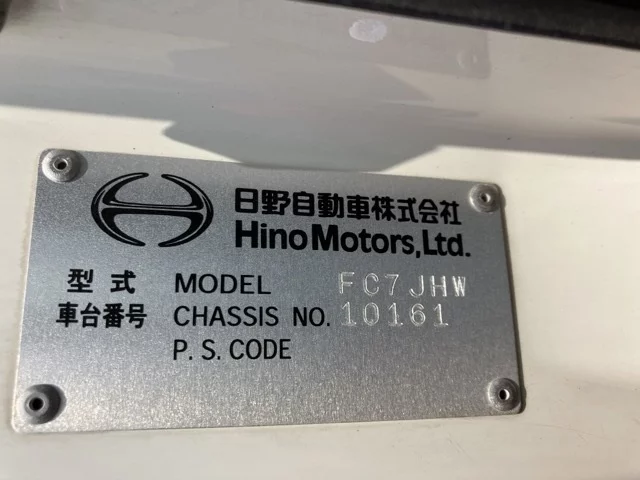 日野自動車株式会社
Hino Motors, Ltd.
型式 MODEL FC7JHW
車台番号 CHASSIS NO. 10161
P.S.CODE